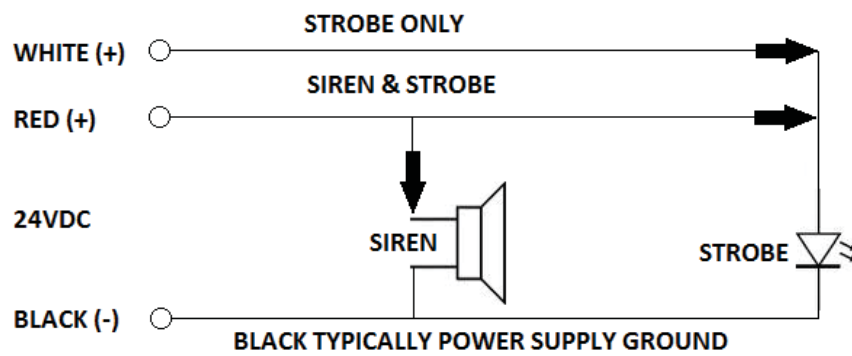 STROBE ONLY
WHITE (+)
SIREN & STROBE
RED (+)
24VDC
SIREN
STROBE
BLACK (-)
BLACK TYPICALLY POWER SUPPLY GROUND